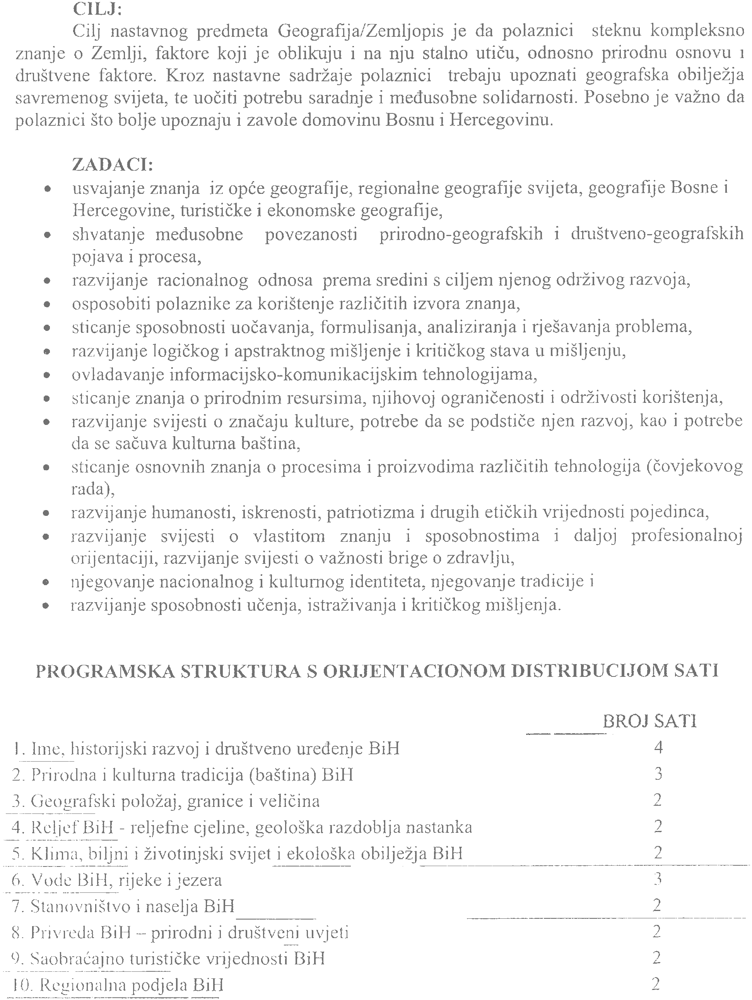 CILJ:
Cilj nastavnog predmeta Geografija/Zemljopis je da polaznici steknu kompleksno
znanje o Zemlji, faktore koji je oblikuju i na nju stalno utiču, odnosno prirodnu osnovu i
društvene faktore. Kroz nastavne sadržaje polaznici trebaju upoznati geografska obilježja
savremenog svijeta, te uočiti potrebu saradnje i međusobne solidarnosti. Posebno je važno da
polaznici što bolje upoznaju i zavole domovinu Bosnu i Hercegovinu.
ZADACI:
• usvajanje znanja iz opće geografije, regionalne geografije svijeta, geografije Bosne i
Hercegovine, turističke i ekonomske geografije,
• shvatanje međusobne povezanosti prirodno-geografskih i društveno-geografskih
pojava i procesa,
• razvijanje racionalnog odnosa prema sredini s ciljem njenog održivog razvoja,
• osposobiti polaznike za korištenje različitih izvora znanja,
• sticanje sposobnosti uočavanja, formulisanja, analiziranja i rješavanja problema,
• razvijanje logičkog i apstraktnog mišljenje i kritičkog stava u mišljenju,
• ovladavanje informacijsko-komunikacijskim tehnologijama,
• sticanje znanja o prirodnim resursima, njihovoj ograničenosti i održivosti korištenja,
• razvijanje svijesti o značaju kulture, potrebe da se podstiče njen razvoj, kao i potrebe
da se sačuva kulturna baština,
• sticanje osnovnih znanja o procesima i proizvodima različitih tehnologija (čovjekovog
rada),
• razvijanje humanosti, iskrenosti, patriotizma i drugih etičkih vrijednosti pojedinca,
• razvijanje svijesti o vlastitom znanju i sposobnostima i daljoj profesionalnoj
orijentaciji, razvijanje svijesti o važnosti brige o zdravlju,
• njegovanje nacionalnog i kulturnog identiteta, njegovanje tradicije i
• razvijanje sposobnosti učenja, istraživanja i kritičkog mišljenja.
PROGRAMSKA STRUKTURA S ORIJENTACIONOM DISTRIBUCIJOM SATI
BROJ SATI
1. Ime, historijski razvoj i društveno uređenje BiH 4
2. Prirodna i kulturna tradicija (baština) BiH 3
3. Geografski položaj, granice i veličina 2
4. Reljef BiH - reljefne cjeline, geološka razdoblja nastanka 2
5. Klima, biljni i životinjski svijet i ekološka obilježja BiH 2
6. Vode BiH, rijeke i jezera 3
7. Stanovništvo i naselja BiH 2
8. Privreda BiH – prirodni i društveni uvjeti 2
9. Saobraćajno turističke vrijednosti BiH 2
10. Regionalna podjela BiH 2